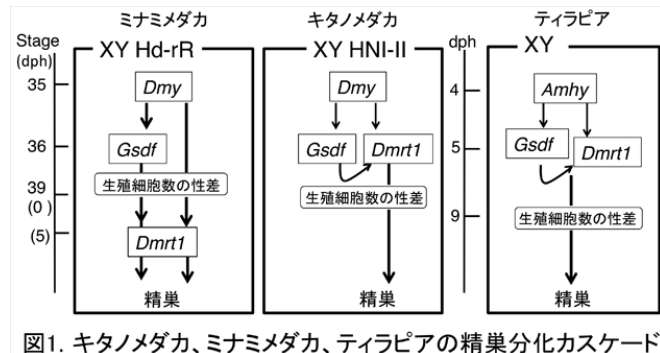 ミナミメダカ
キタノメダカ
ティラピア
Stage
(dph)
XY Hd-rR
XY HNI-II
dph
XY
35
Dmy
Dmy
4
Amhy
36
Gsdf
Gsdf
Dmrt1
5
Gsdf
Dmrt1
39
(0)
生殖細胞数の性差
生殖細胞数の性差
9
生殖細胞数の性差
(5)
Dmrt1
精巣
精巣
精巣
図1. キタノメダカ、ミナミメダカ、ティラピアの精巣分化カスケード